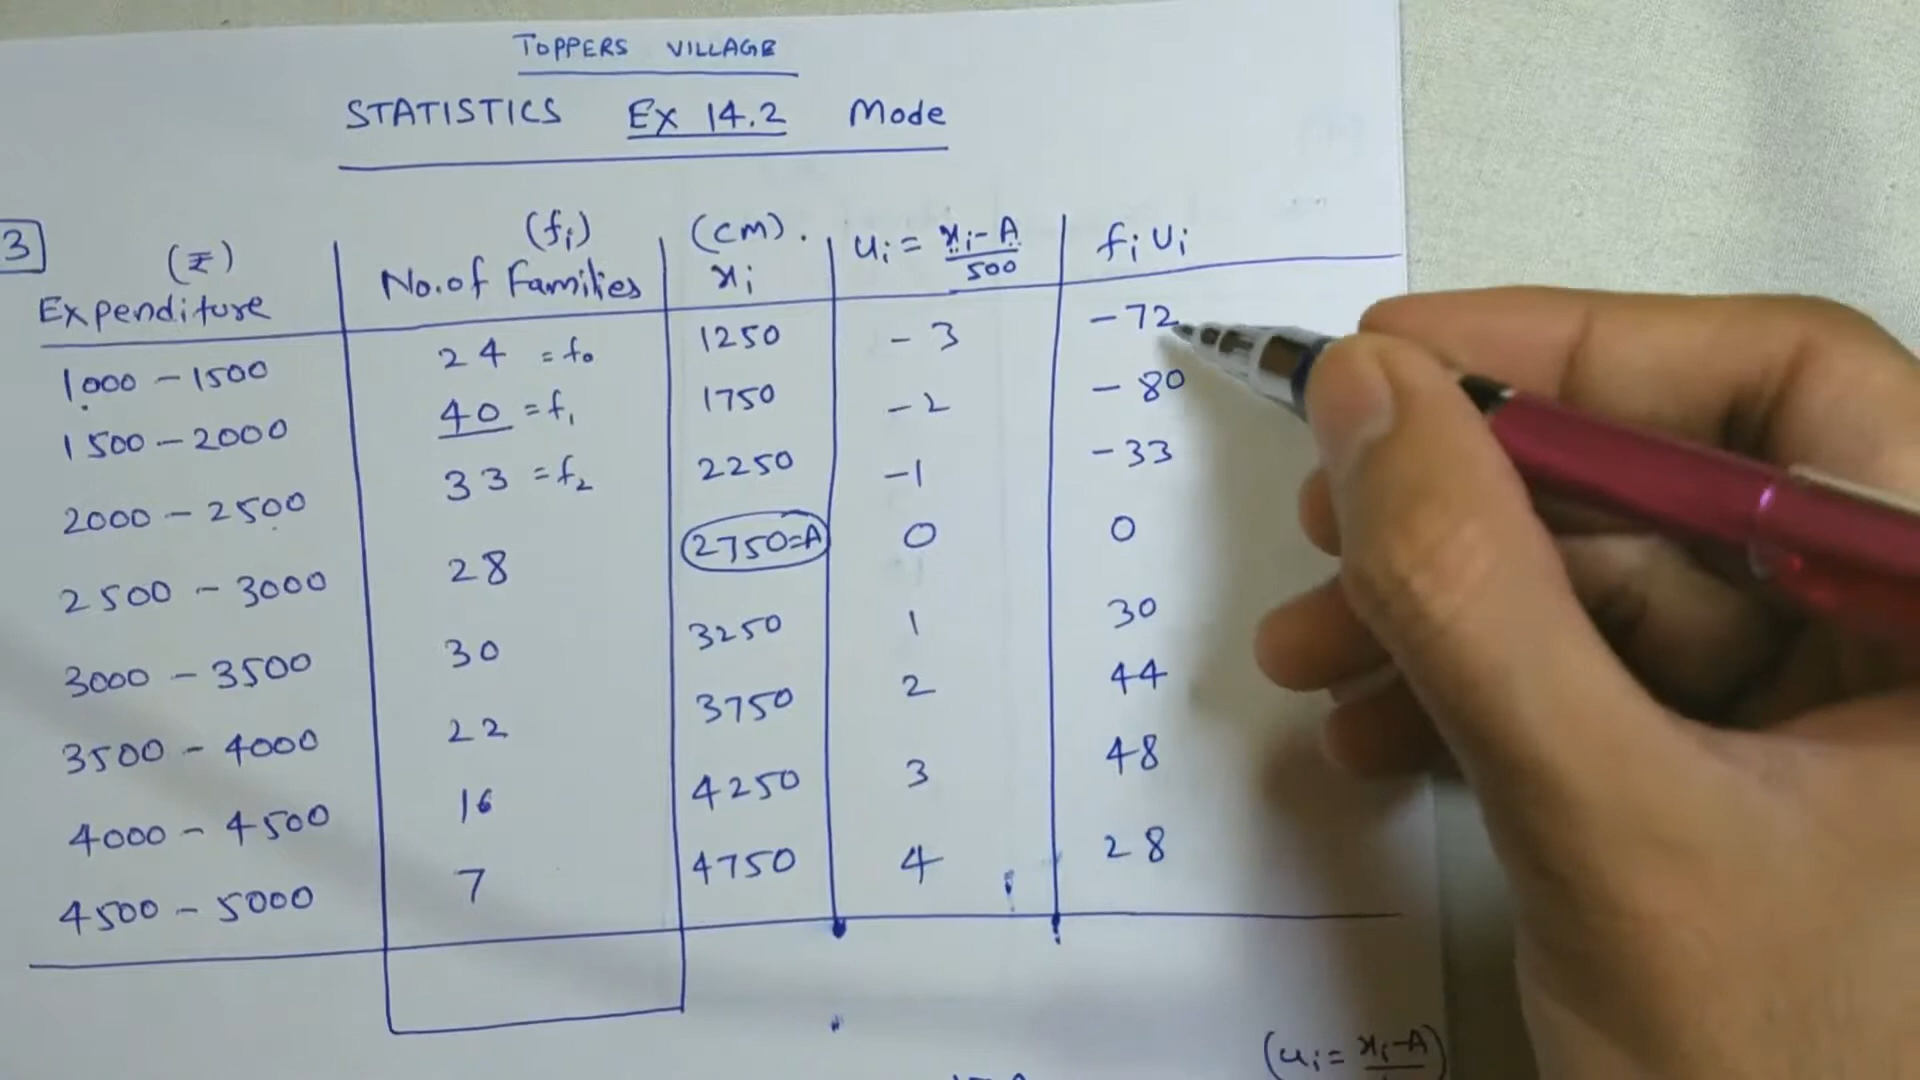 TOPPERS VILLAGE
STATISTICS Ex 14.2 Mode
3
(₹) Expenditure (fi) No. of Families (cm). xi ui = xi-A/500 fiui
1000 - 1500 24 = f0 1250 -3 -72
1500 - 2000 40 = f1 1750 -2 -80
2000 - 2500 33 = f2 2250 -1 -33
2500 - 3000 28 2750=A 0 0
3000 - 3500 30 3250 1 30
3500 - 4000 22 3750 2 44
4000 - 4500 16 4250 3 48
4500 - 5000 7 4750 4 28
(ui = xi-A